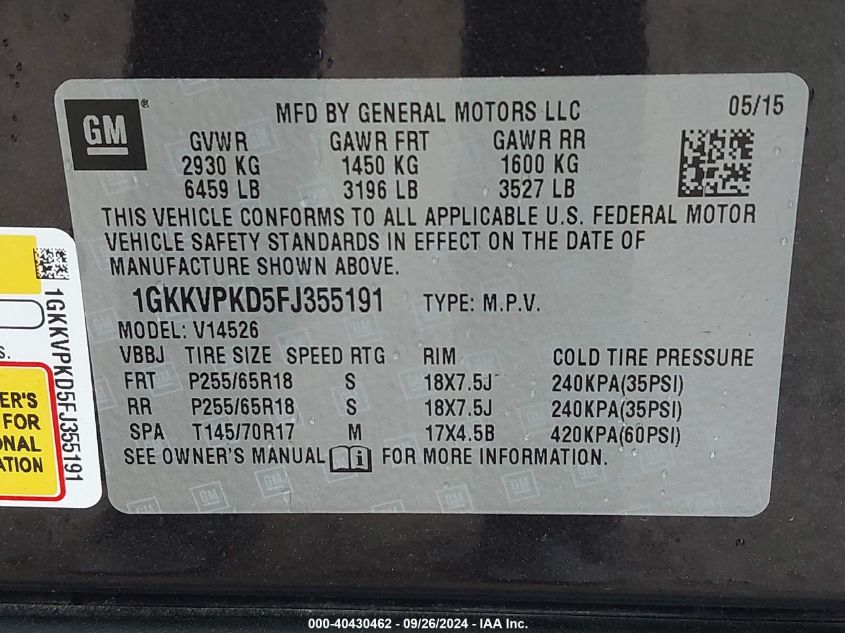 GM ®
MFD BY GENERAL MOTORS LLC
05/15
GVWR GAWR FRT GAWR RR
2930 KG 1450 KG 1600 KG
6459 LB 3196 LB 3527 LB
THIS VEHICLE CONFORMS TO ALL APPLICABLE U.S. FEDERAL MOTOR
VEHICLE SAFETY STANDARDS IN EFFECT ON THE DATE OF
MANUFACTURE SHOWN ABOVE.
1GKKVPKD5FJ355191 TYPE: M.P.V.
MODEL: V14526
VBBJ TIRE SIZE SPEED RTG RIM COLD TIRE PRESSURE
FRT P255/65R18 S 18X7.5J 240KPA(35PSI)
RR P255/65R18 S 18X7.5J 240KPA(35PSI)
SPA T145/70R17 M 17X4.5B 420KPA(60PSI)
SEE OWNER'S MANUAL i FOR MORE INFORMATION.
1GKKVPKD5FJ355191
S.
ER'S
FOR
ONAL
ATION
000-40430462 - 09/26/2024 - IAA Inc.